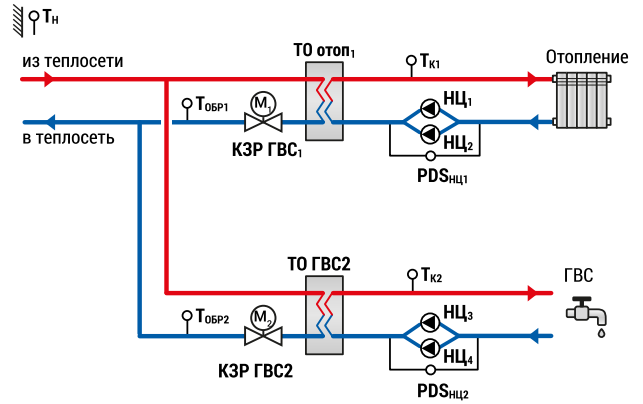 Tн
из теплосети
ТО отоп₁
Tк1
Отопление
Tобр1
M₁
НЦ₁
в теплосеть
КЗР ГВС₁
НЦ₂
PDSнц1
ТО ГВС2
Tк2
ГВС
Tобр2
M₂
НЦ₃
КЗР ГВС2
НЦ₄
PDSнц2